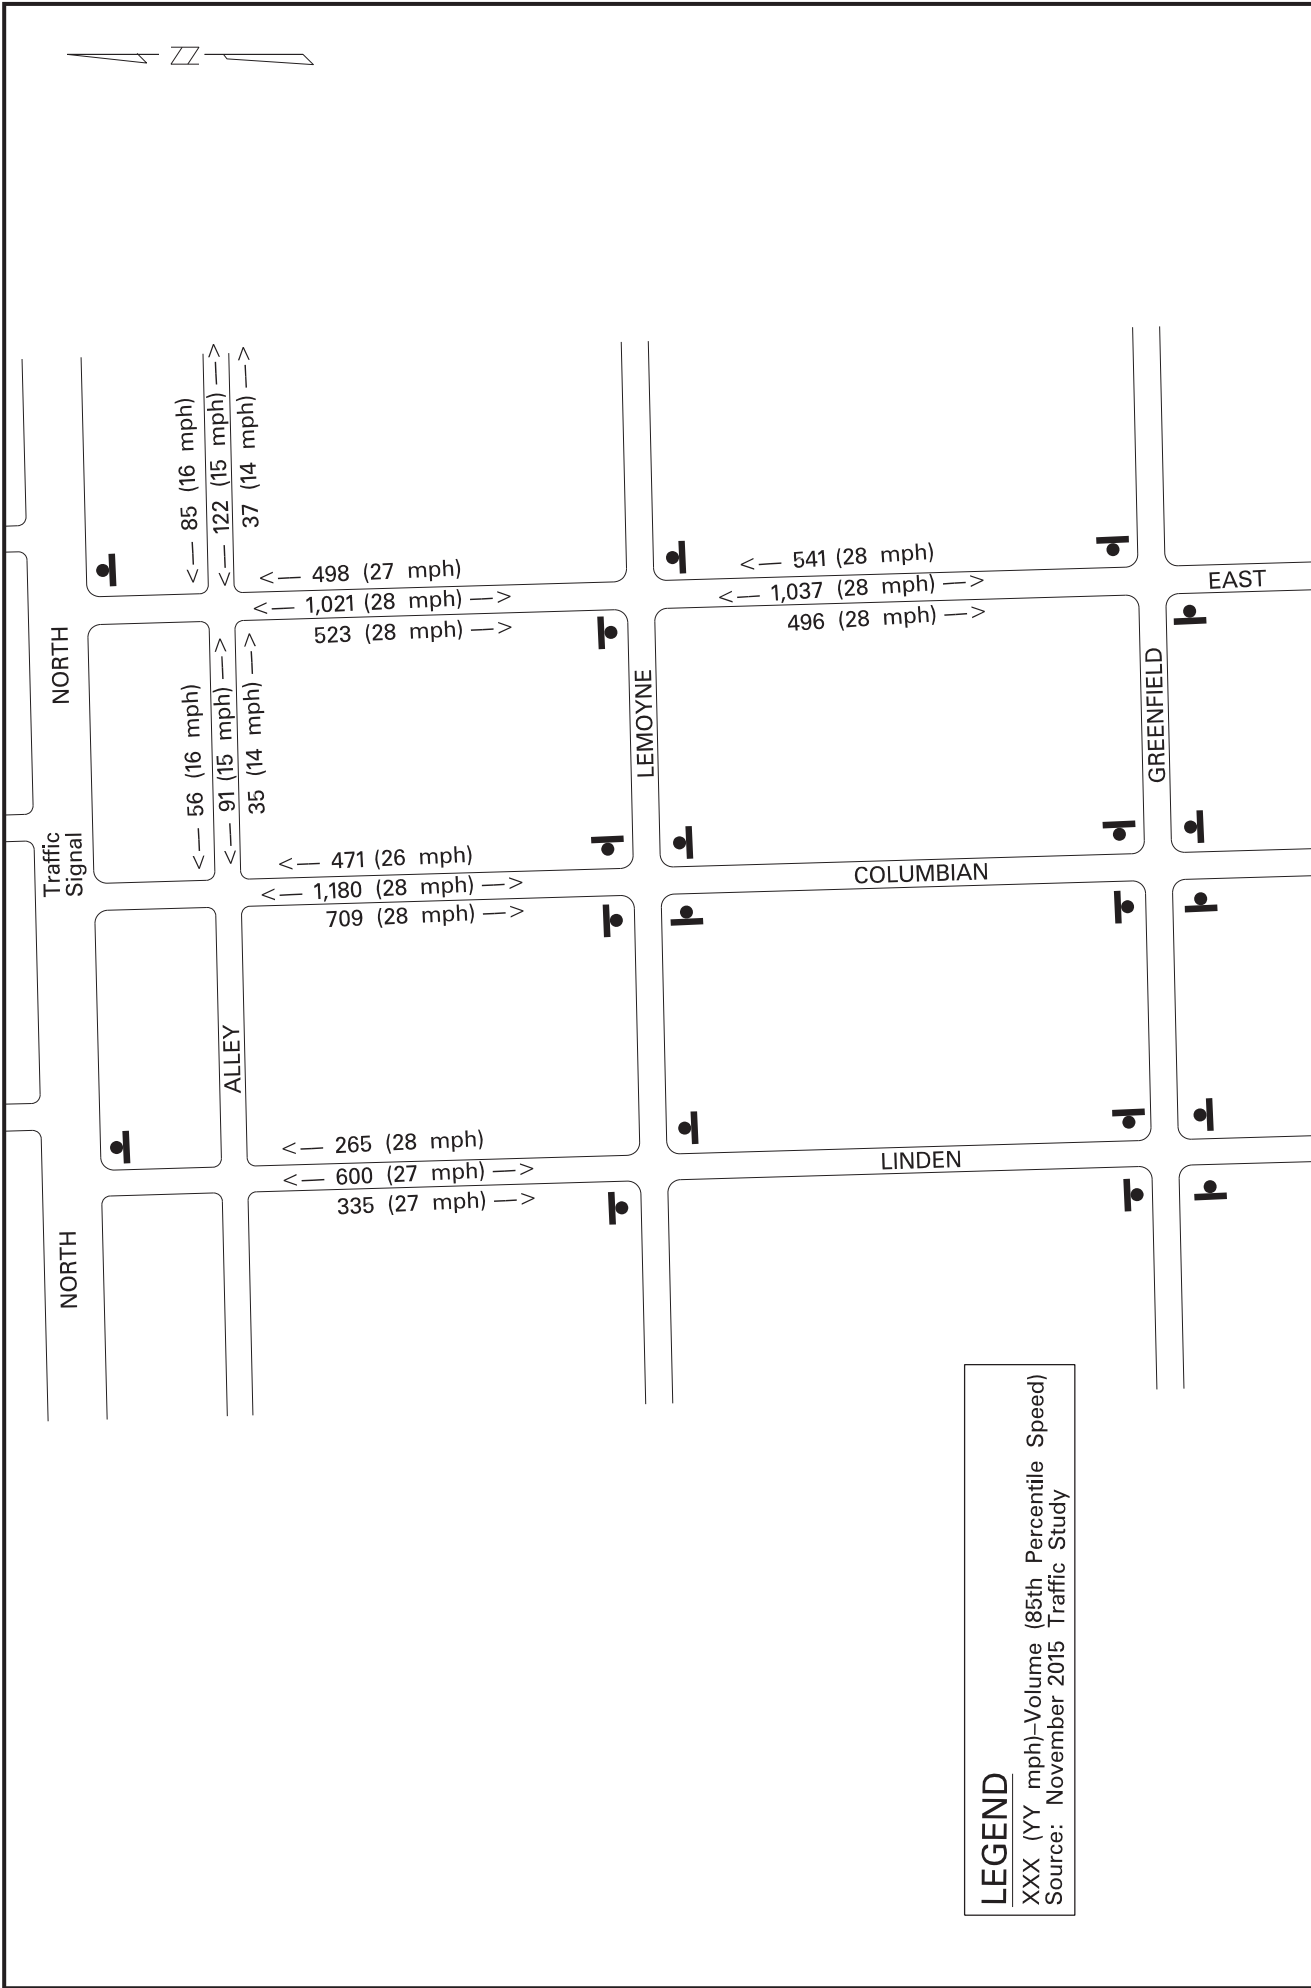 N
<— 85 (16 mph)
<— 122 (15 mph) —>
37 (14 mph) —>
<— 498 (27 mph)
<— 1,021 (28 mph) —>
523 (28 mph) —>
<— 541 (28 mph)
<— 1,037 (28 mph) —>
496 (28 mph) —>
EAST
NORTH
<— 56 (16 mph)
<— 91 (15 mph) —>
35 (14 mph) —>
LEMOYNE
GREENFIELD
Traffic
Signal
<— 471 (26 mph)
<— 1,180 (28 mph) —>
709 (28 mph) —>
COLUMBIAN
ALLEY
<— 265 (28 mph)
<— 600 (27 mph) —>
335 (27 mph) —>
LINDEN
NORTH
LEGEND
XXX (YY mph)–Volume (85th Percentile Speed)
Source: November 2015 Traffic Study